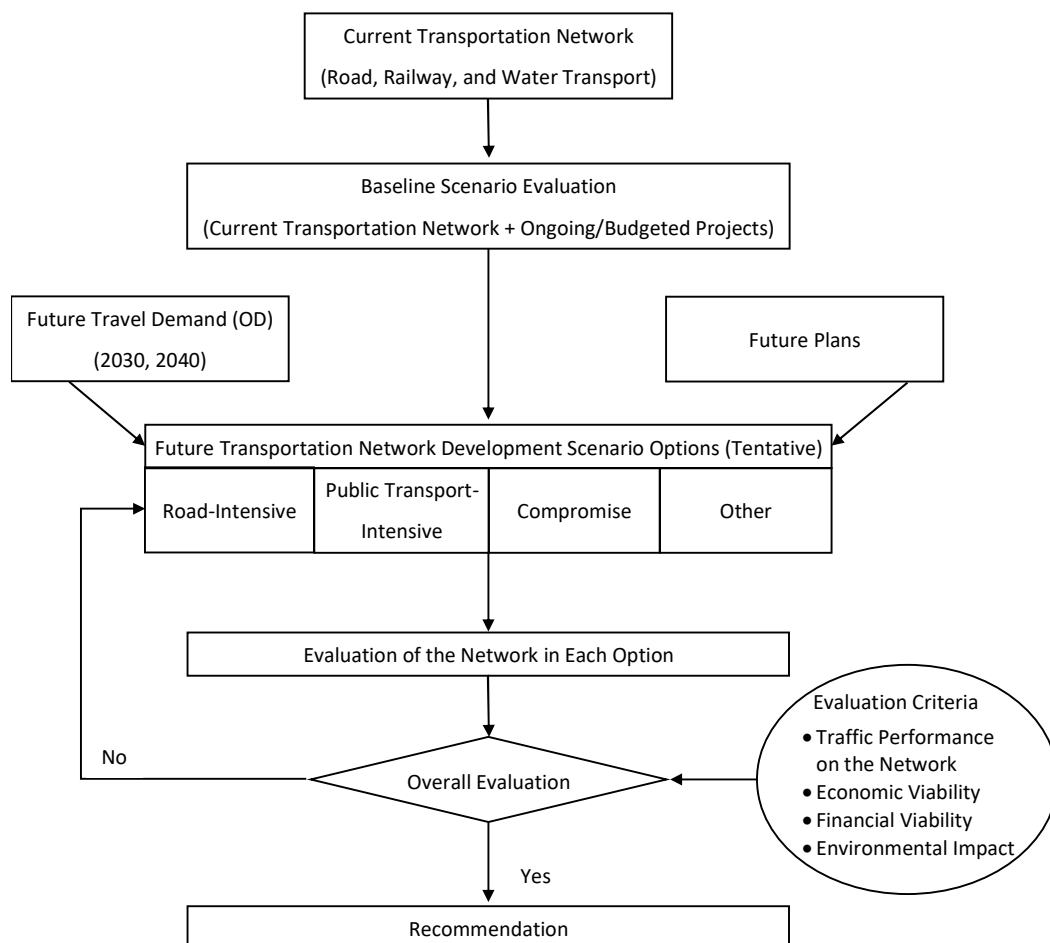 Current Transportation Network
(Road, Railway, and Water Transport)
Baseline Scenario Evaluation
(Current Transportation Network + Ongoing/Budgeted Projects)
Future Travel Demand (OD)
(2030, 2040)
Future Plans
Future Transportation Network Development Scenario Options (Tentative)
Road-Intensive
Public Transport-
Intensive
Compromise
Other
Evaluation of the Network in Each Option
Evaluation Criteria
• Traffic Performance
on the Network
• Economic Viability
• Financial Viability
• Environmental Impact
No
Overall Evaluation
Yes
Recommendation